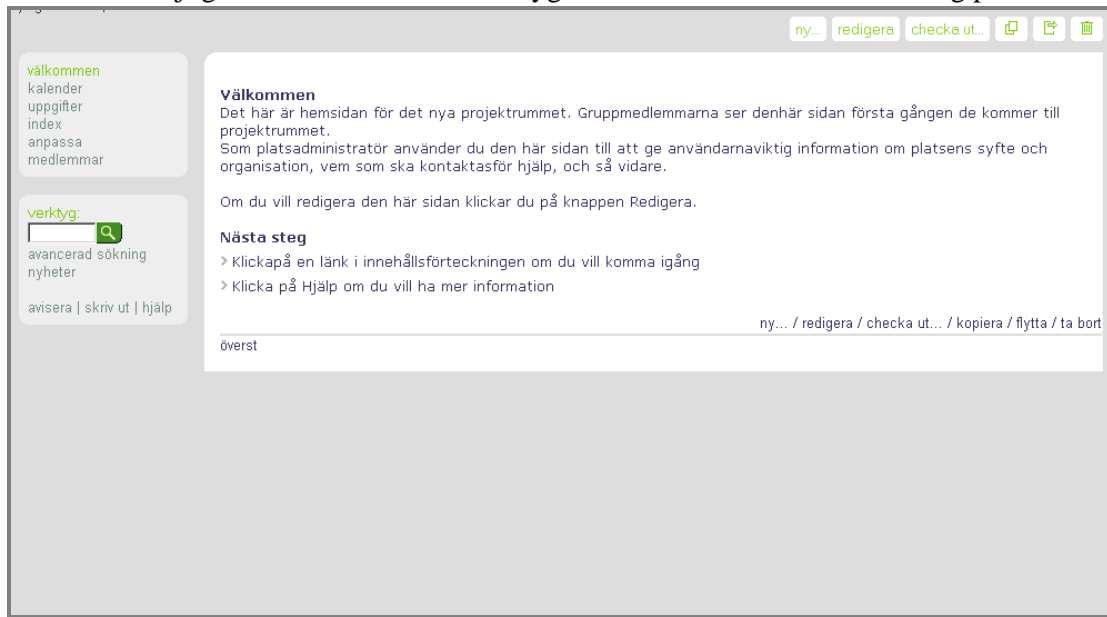 ny... redigera checka ut...
välkommen
kalender
uppgifter
index
anpassa
medlemmar
verktyg:
avancerad sökning
nyheter
avisera | skriv ut | hjälp
Välkommen
Det här är hemsidan för det nya projektrummet. Gruppmedlemmarna ser denhär sidan första gången de kommer till
projektrummet.
Som platsadministratör använder du den här sidan till att ge användarnaviktig information om platsens syfte och
organisation, vem som ska kontaktasför hjälp, och så vidare.
Om du vill redigera den här sidan klickar du på knappen Redigera.
Nästa steg
Klickapå en länk i innehållsförteckningen om du vill komma igång
Klicka på Hjälp om du vill ha mer information
ny... / redigera / checka ut... / kopiera / flytta / ta bort
överst